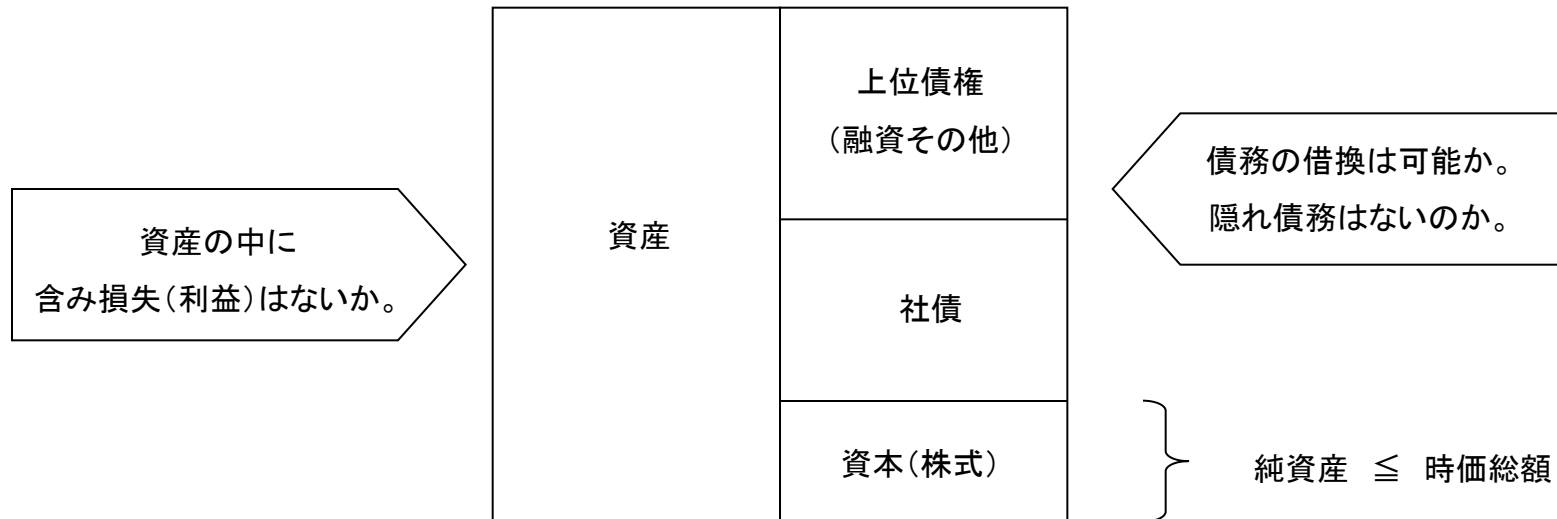 上位債権
（融資その他）
債務の借換は可能か。
隠れ債務はないのか。
資産の中に
含み損失（利益）はないか。
資産
社債
資本（株式）
純資産 ≦ 時価総額